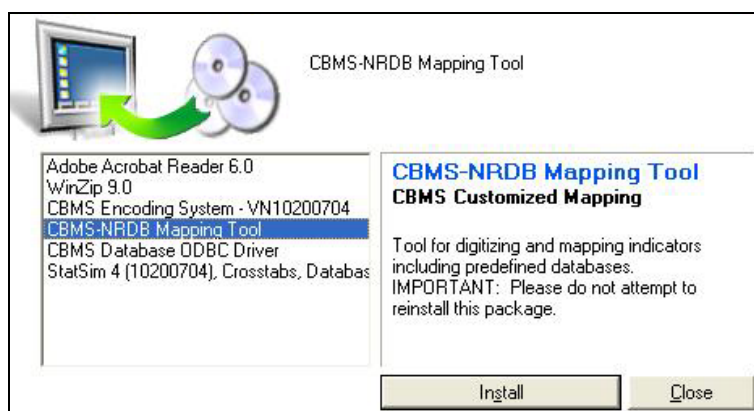 CBMS-NRDB Mapping Tool
Adobe Acrobat Reader 6.0
WinZip 9.0
CBMS Encoding System - VN10200704
CBMS-NRDB Mapping Tool
CBMS Database ODBC Driver
StatSim 4 (10200704), Crosstabs, Databas
CBMS-NRDB Mapping Tool
CBMS Customized Mapping
Tool for digitizing and mapping indicators
including predefined databases.
IMPORTANT: Please do not attempt to
reinstall this package.
Install
Close